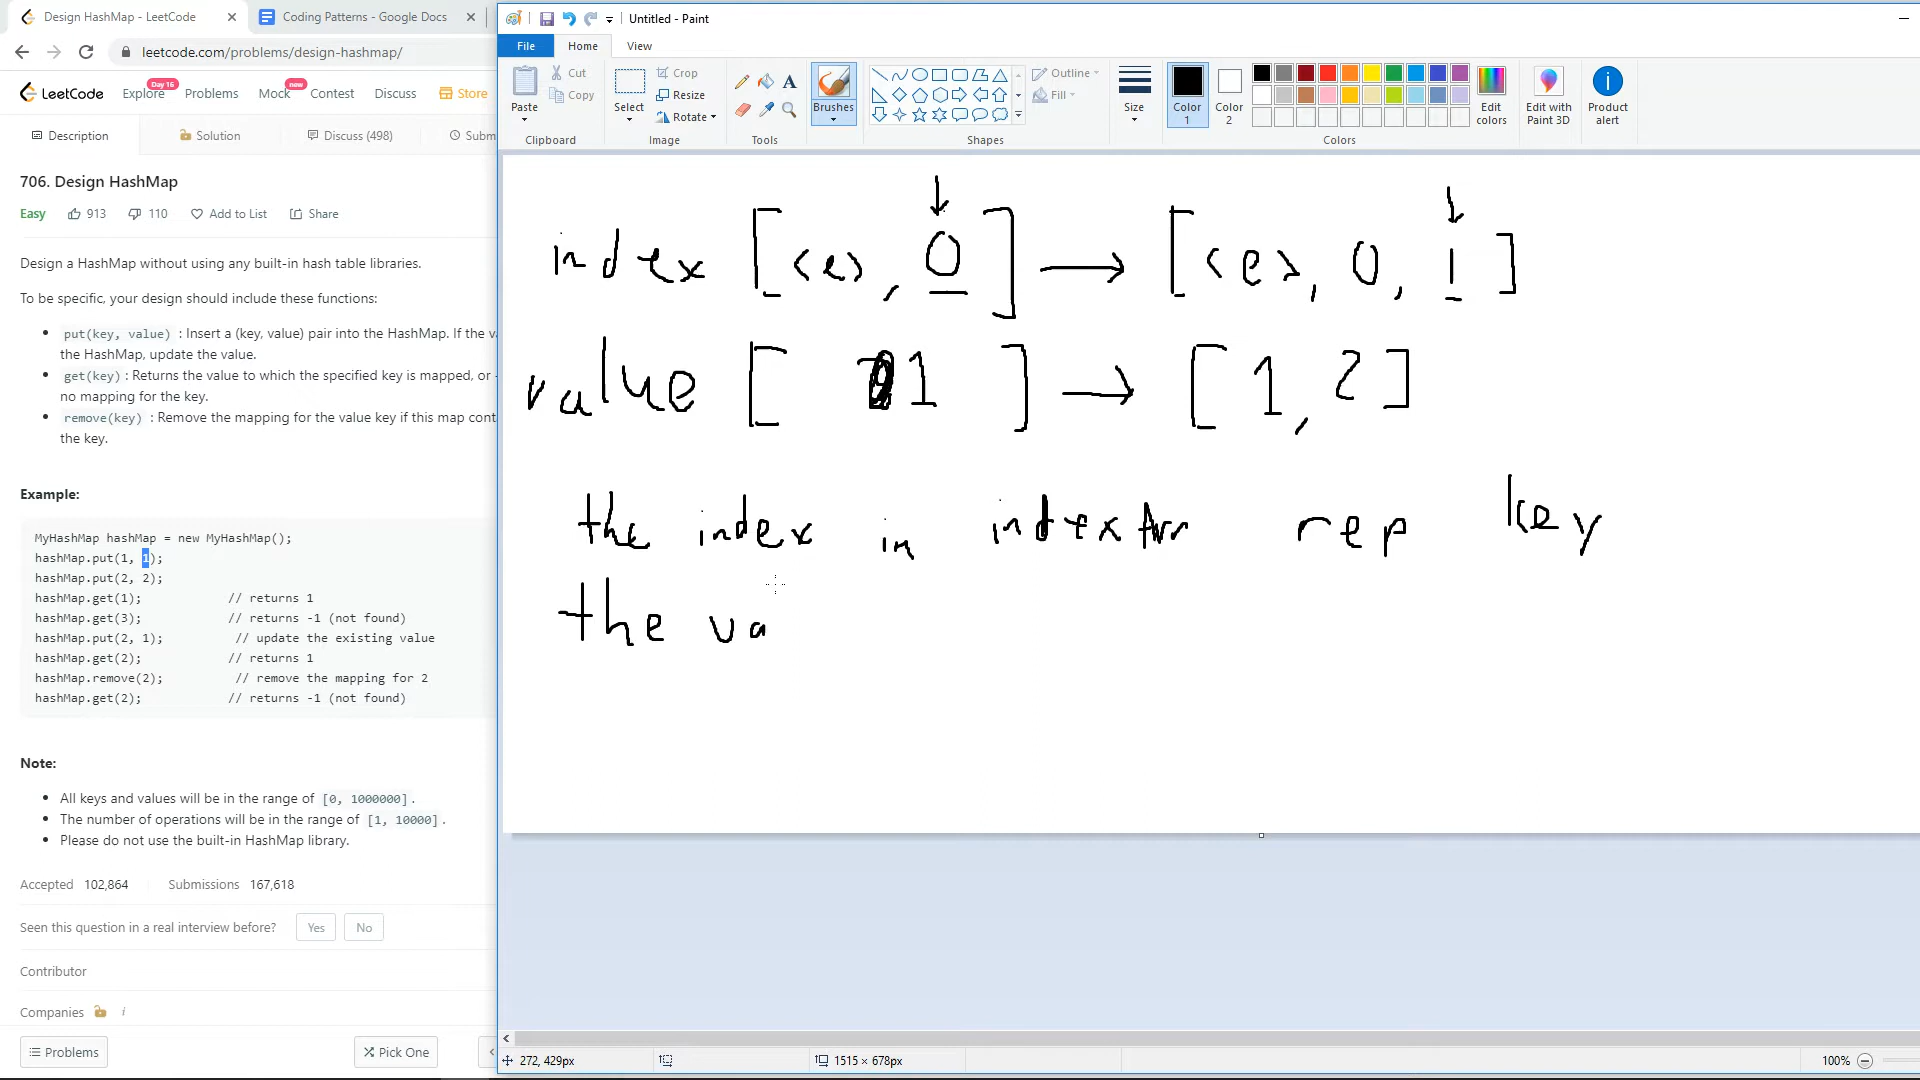 Design HashMap - LeetCode
Coding Patterns - Google Docs
leetcode.com/problems/design-hashmap/
LeetCode
Explore
Day 16
Problems
Mock
new
Contest
Discuss
Store
Description
Solution
Discuss (498)
Subm
706. Design HashMap
Easy
913
110
Add to List
Share
Design a HashMap without using any built-in hash table libraries.
To be specific, your design should include these functions:
put(key, value) : Insert a (key, value) pair into the HashMap. If the va
the HashMap, update the value.
get(key) : Returns the value to which the specified key is mapped, or -
no mapping for the key.
remove(key) : Remove the mapping for the value key if this map cont
the key.
Example:
MyHashMap hashMap = new MyHashMap();
hashMap.put(1, 1);
hashMap.put(2, 2);
hashMap.get(1); // returns 1
hashMap.get(3); // returns -1 (not found)
hashMap.put(2, 1); // update the existing value
hashMap.get(2); // returns 1
hashMap.remove(2); // remove the mapping for 2
hashMap.get(2); // returns -1 (not found)
Note:
All keys and values will be in the range of [0, 1000000].
The number of operations will be in the range of [1, 10000].
Please do not use the built-in HashMap library.
Accepted 102,864 Submissions 167,618
Seen this question in a real interview before? Yes No
Contributor
Companies i
Problems
Pick One
Untitled - Paint
File Home View
Paste
Cut
Copy
Clipboard
Select
Crop
Resize
Rotate
Image
A
Tools
Brushes
Outline
Fill
Shapes
Size
Color 1
Color 2
Edit colors
Colors
Edit with Paint 3D
Product alert
index [<e>, 0] → [<e>, 0, 1]
value [ 1 ] → [1, 2]
the index in indexArr rep key
the va
272, 429px
1515 × 678px
100%